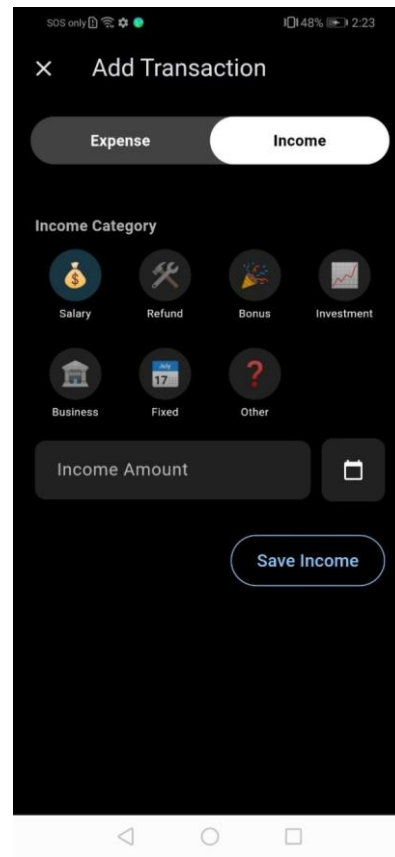 SOS only 48% 2:23
Add Transaction
Expense Income
Income Category
Salary Refund Bonus Investment
July
17
Business Fixed Other
Income Amount
Save Income